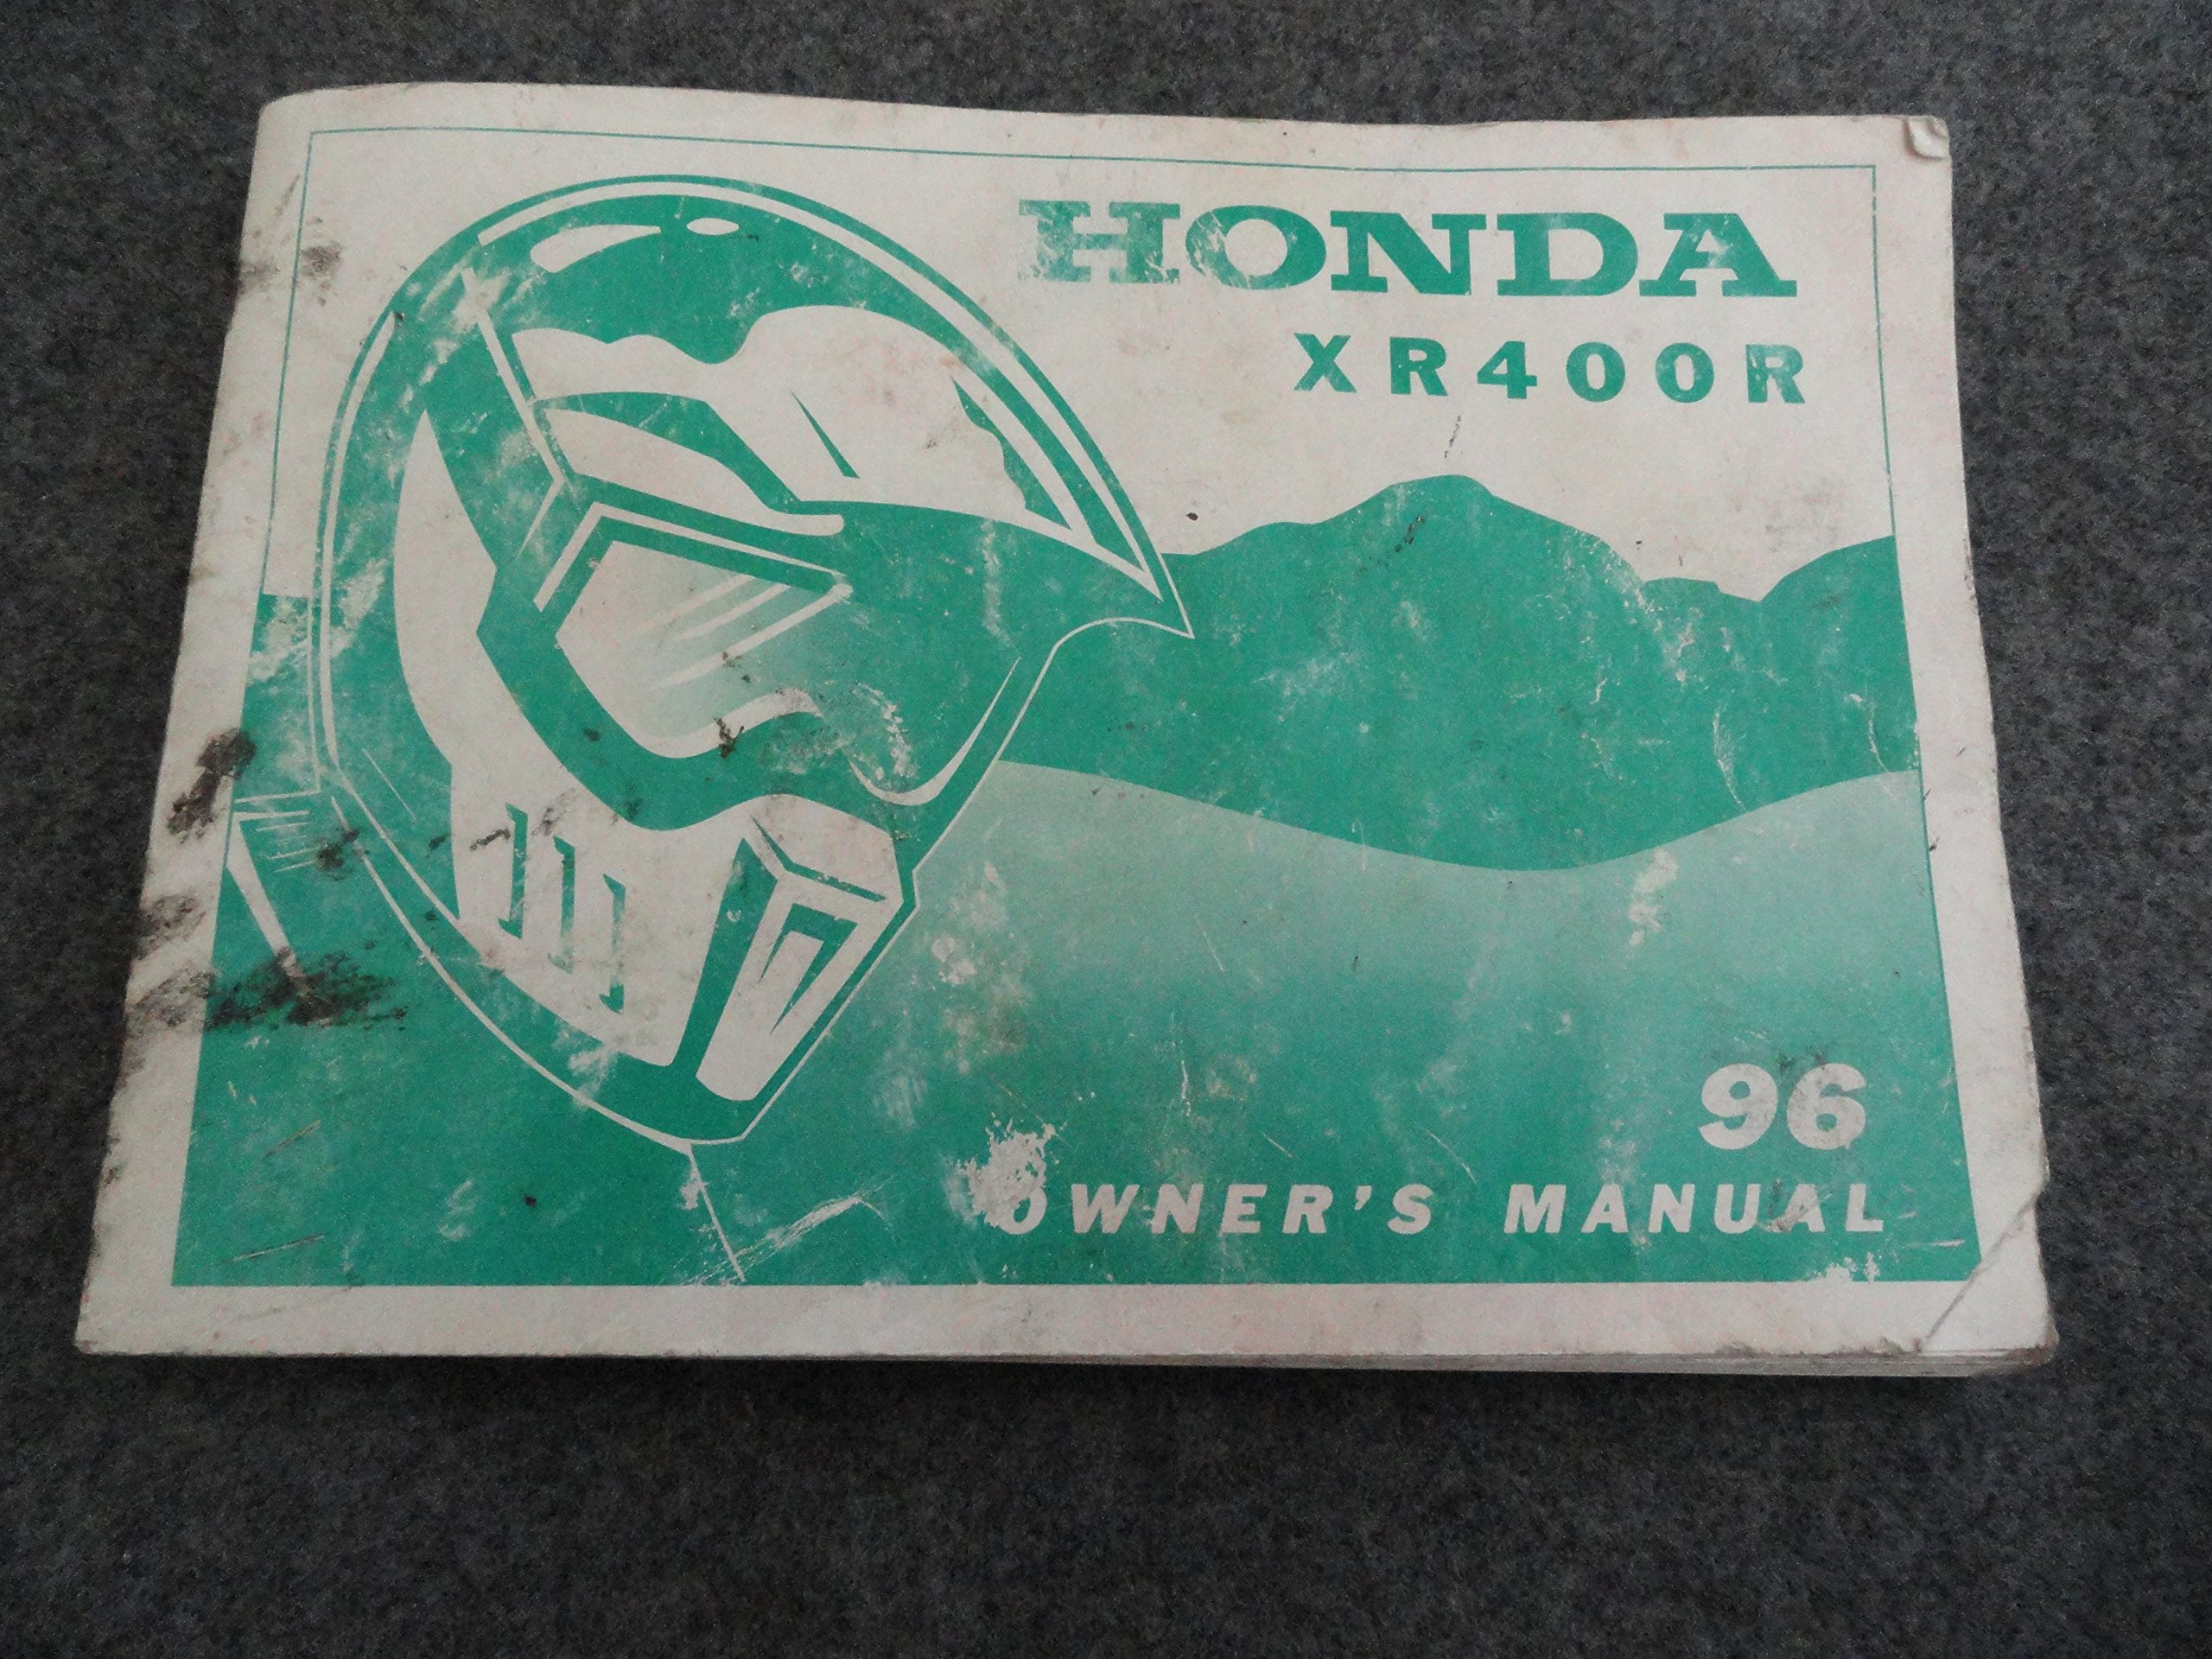 HONDA
XR400R
96
OWNER'S MANUAL